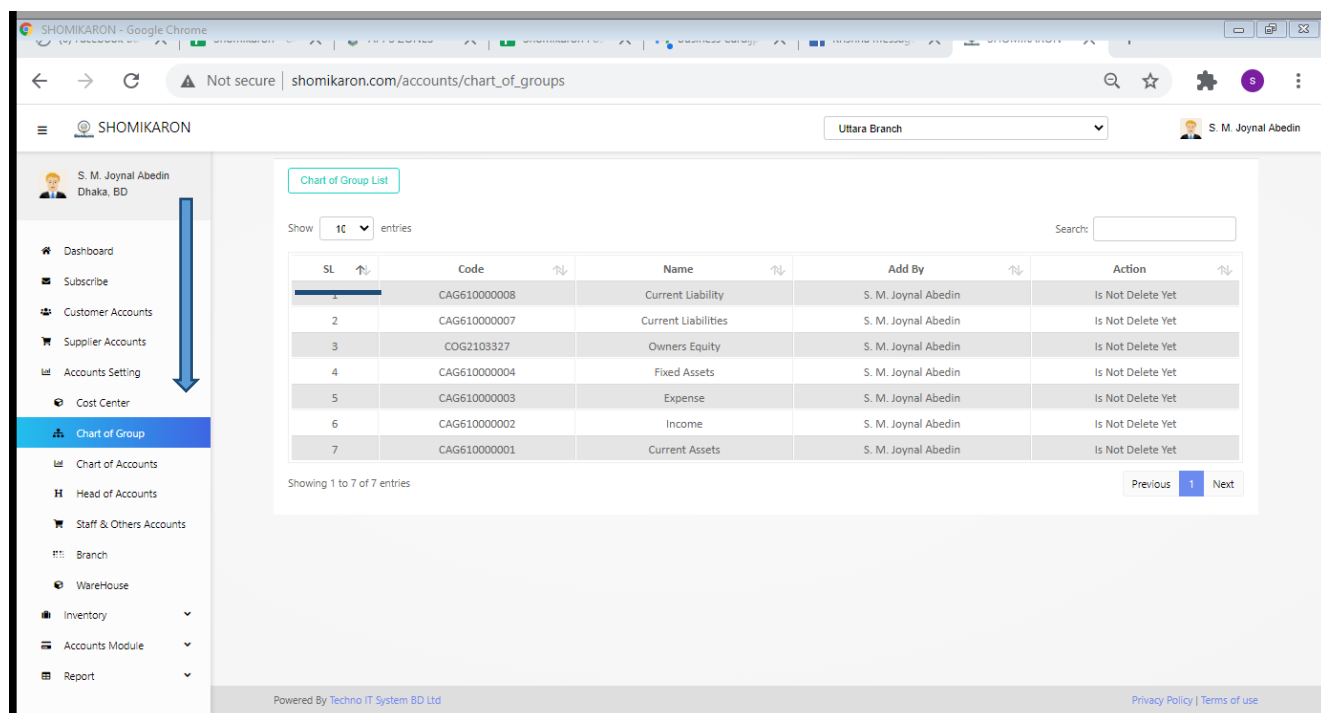 SHOMIKARON - Google Chrome
Not secure | shomikaron.com/accounts/chart_of_groups
SHOMIKARON
Uttara Branch
S. M. Joynal Abedin
S. M. Joynal Abedin
Dhaka, BD
Dashboard
Subscribe
Customer Accounts
Supplier Accounts
Accounts Setting
Cost Center
Chart of Group
Chart of Accounts
H Head of Accounts
Staff & Others Accounts
Branch
WareHouse
Inventory
Accounts Module
Report
Chart of Group List
Show 10 entries Search:
SL Code Name Add By Action
1 CAG610000008 Current Liability S. M. Joynal Abedin Is Not Delete Yet
2 CAG610000007 Current Liabilities S. M. Joynal Abedin Is Not Delete Yet
3 COG2103327 Owners Equity S. M. Joynal Abedin Is Not Delete Yet
4 CAG610000004 Fixed Assets S. M. Joynal Abedin Is Not Delete Yet
5 CAG610000003 Expense S. M. Joynal Abedin Is Not Delete Yet
6 CAG610000002 Income S. M. Joynal Abedin Is Not Delete Yet
7 CAG610000001 Current Assets S. M. Joynal Abedin Is Not Delete Yet
Showing 1 to 7 of 7 entries Previous 1 Next
Powered By Techno IT System BD Ltd Privacy Policy | Terms of use